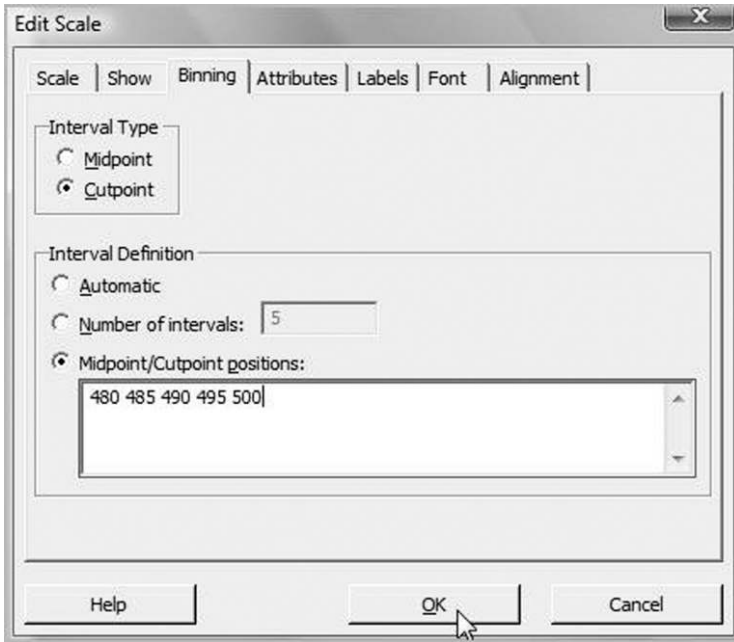 Edit Scale
X
Scale Show Binning Attributes Labels Font Alignment
Interval Type
Midpoint
Cutpoint
Interval Definition
Automatic
Number of intervals: 5
Midpoint/Cutpoint positions:
480 485 490 495 500
Help OK Cancel